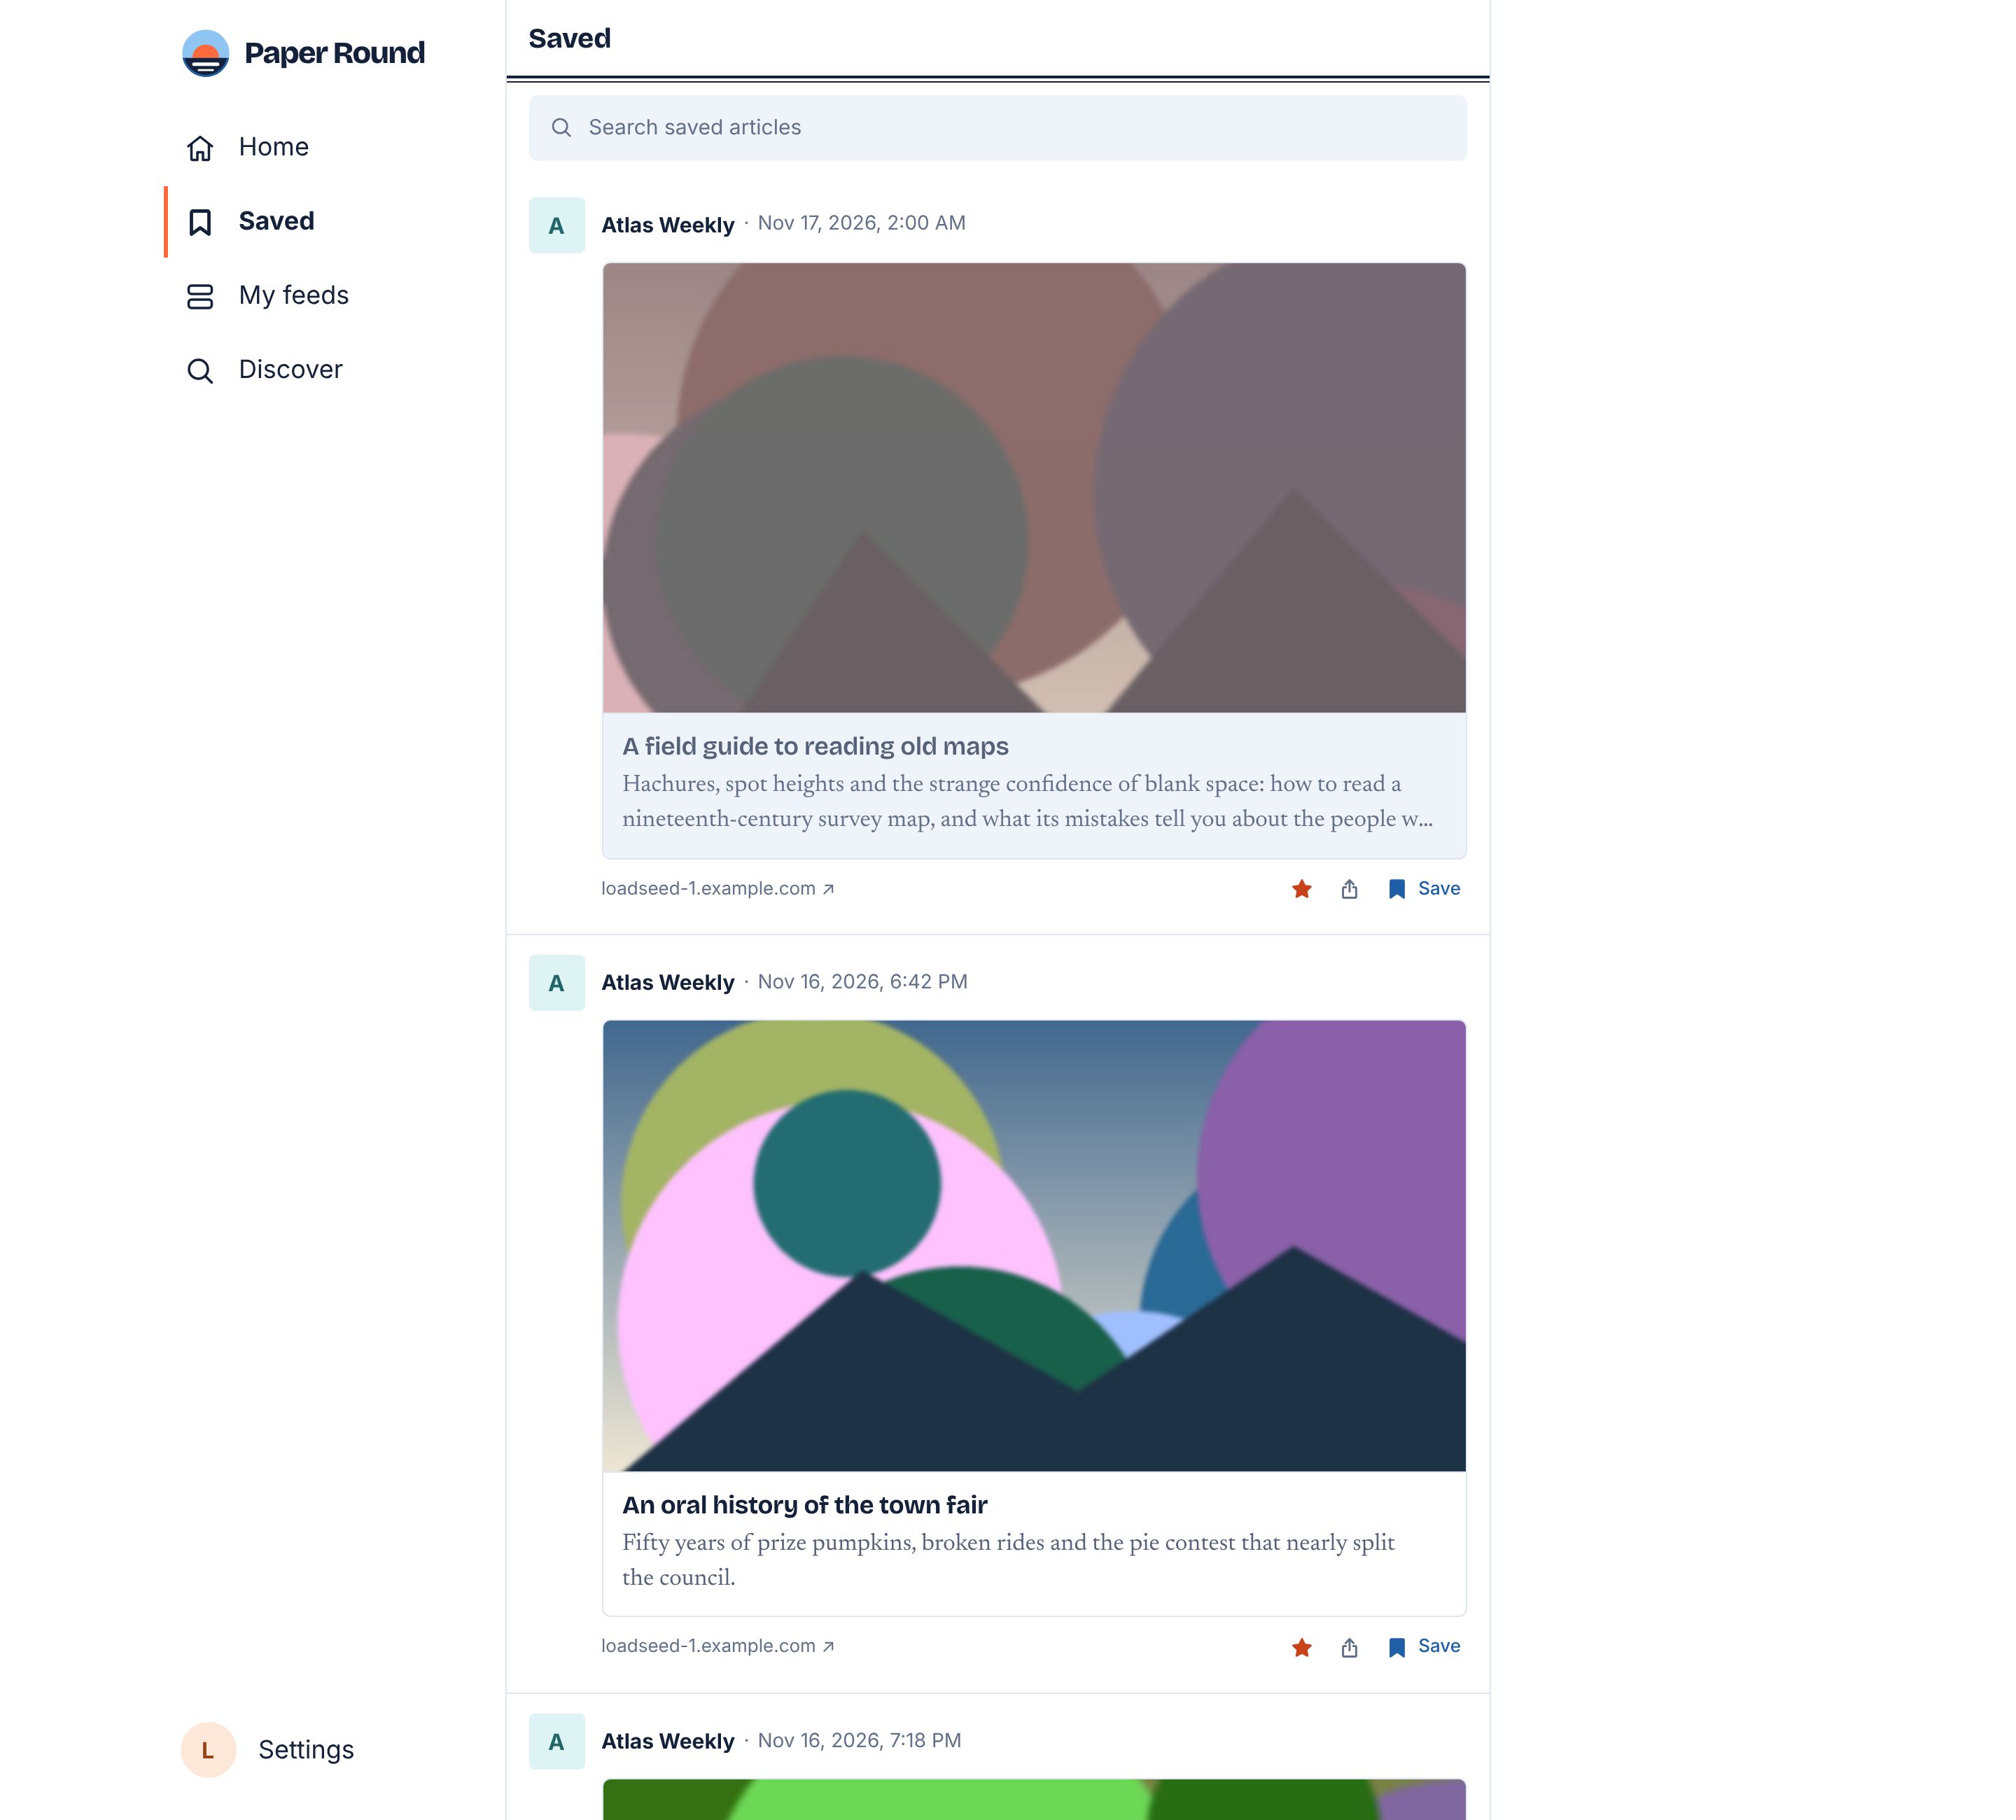 Paper Round
Home
Saved
My feeds
Discover
L Settings
Saved
Search saved articles
A
Atlas Weekly · Nov 17, 2026, 2:00 AM
A field guide to reading old maps
Hachures, spot heights and the strange confidence of blank space: how to read a
nineteenth-century survey map, and what its mistakes tell you about the people w...
loadseed-1.example.com ↗
Save
A
Atlas Weekly · Nov 16, 2026, 6:42 PM
An oral history of the town fair
Fifty years of prize pumpkins, broken rides and the pie contest that nearly split
the council.
loadseed-1.example.com ↗
Save
A
Atlas Weekly · Nov 16, 2026, 7:18 PM